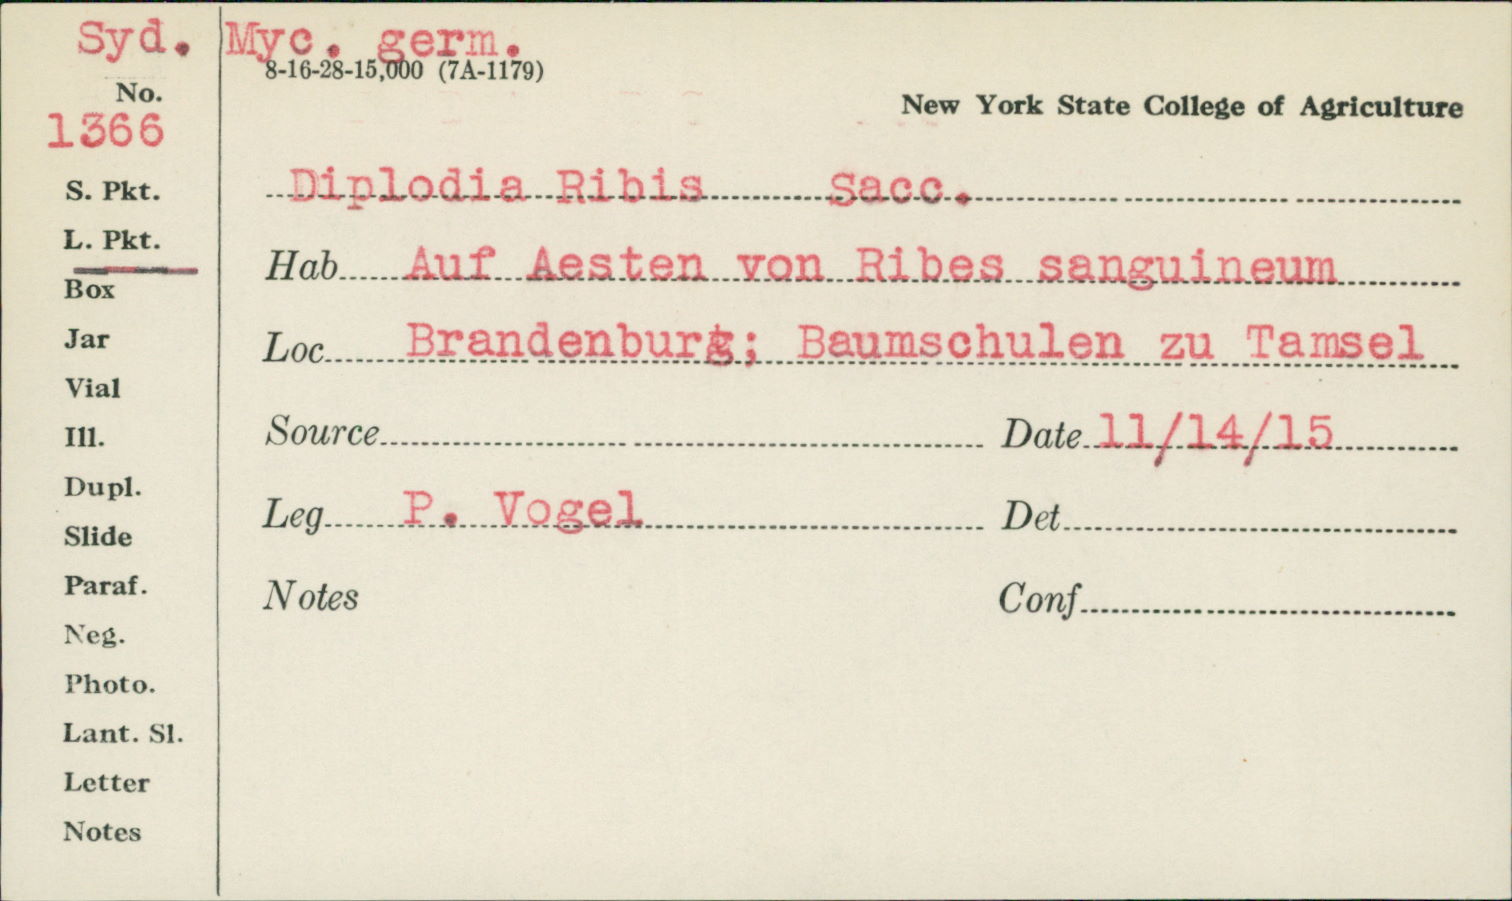 Syd. Myc. germ.
8-16-28-15,000 (7A-1179)
No.
1366
New York State College of Agriculture
S. Pkt.
Diplodia Ribis Sacc.
L. Pkt.
Hab Auf Aesten von Ribes sanguineum
Box
Jar
Loc Brandenburg; Baumschulen zu Tamsel
Vial
Ill.
Source Date 11/14/15
Dupl.
Leg P. Vogel Det
Slide
Paraf.
Notes Conf
Neg.
Photo.
Lant. Sl.
Letter
Notes